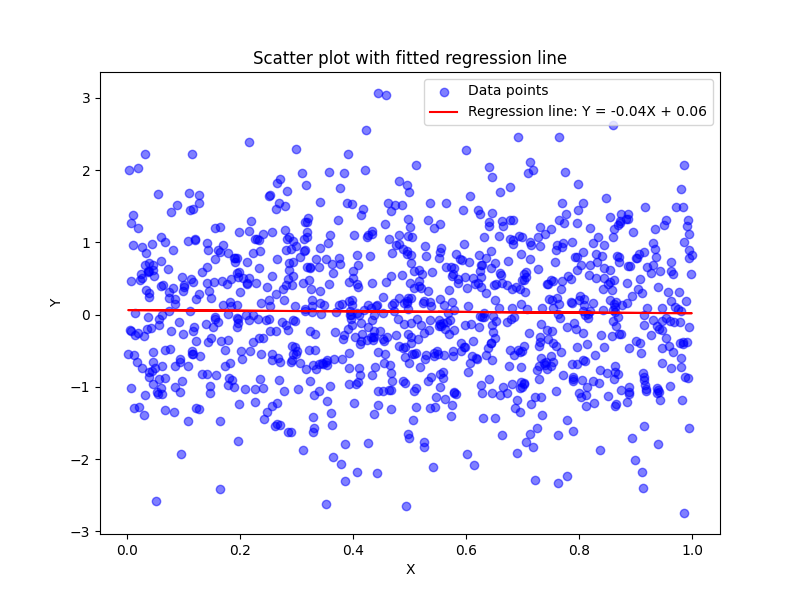 Scatter plot with fitted regression line
Data points
Regression line: Y = -0.04X + 0.06
3
2
1
0
−1
−2
−3
Y
0.0
0.2
0.4
0.6
0.8
1.0
X